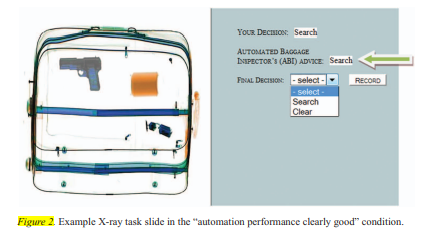 YOUR DECISION: Search
AUTOMATED BAGGAGE
INSPECTOR'S (ABI) ADVICE: Search
FINAL DECISION: - select - RECORD
- select -
Search
Clear
Figure 2. Example X-ray task slide in the “automation performance clearly good” condition.